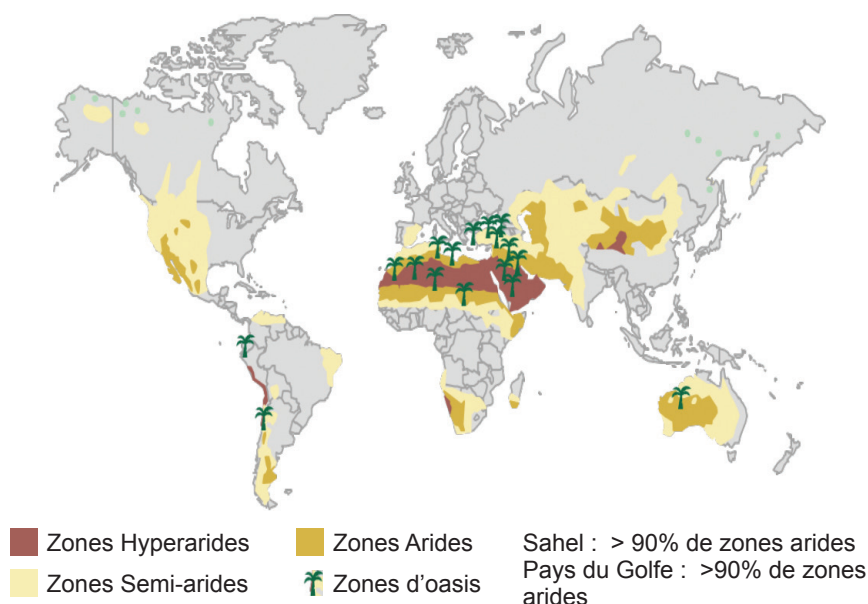 Zones Hyperarides
Zones Arides
Sahel : > 90% de zones arides
Zones Semi-arides
Zones d'oasis
Pays du Golfe : >90% de zones
arides